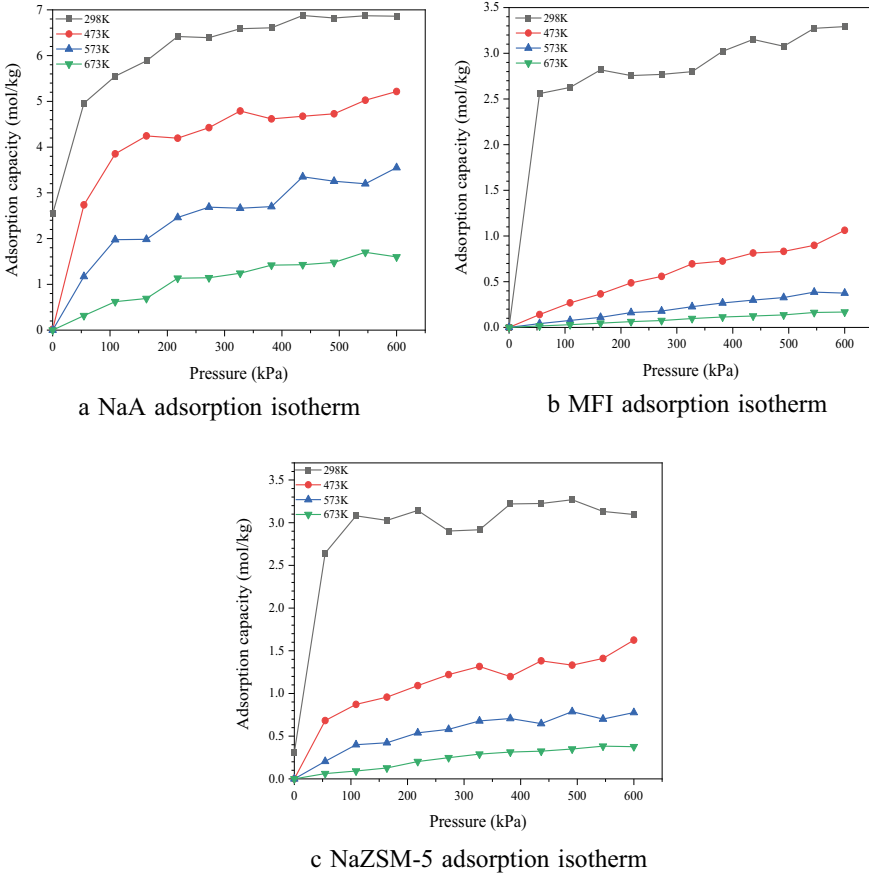 7
6
5
4
3
2
1
0
Adsorption capacity (mol/kg)
298K
473K
573K
673K
0 100 200 300 400 500 600
Pressure (kPa)
a NaA adsorption isotherm
3.5
3.0
2.5
2.0
1.5
1.0
0.5
0.0
Adsorption capacity (mol/kg)
298K
473K
573K
673K
0 100 200 300 400 500 600
Pressure (kPa)
b MFI adsorption isotherm
3.5
3.0
2.5
2.0
1.5
1.0
0.5
0.0
Adsorption capacity (mol/kg)
298K
473K
573K
673K
0 100 200 300 400 500 600
Pressure (kPa)
c NaZSM-5 adsorption isotherm